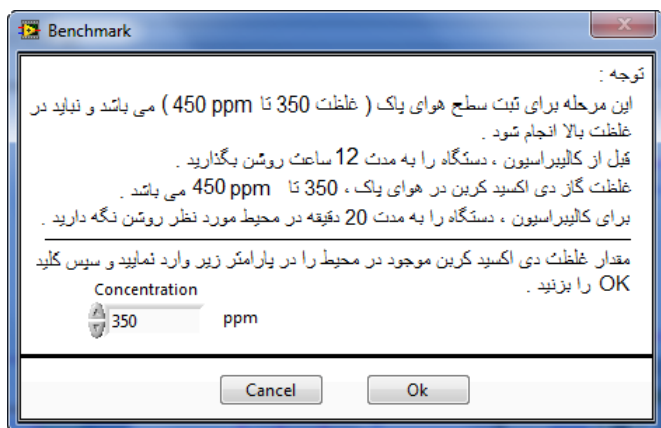 Benchmark
توجه :
این مرحله برای ثبت سطح هوای پاک ( غلظت 350 تا 450 ppm ) می باشد و نباید در
غلظت بالا انجام شود .
قبل از کالیبراسیون ، دستگاه را به مدت 12 ساعت روشن بگذارید .
غلظت گاز دی اکسید کربن در هوای پاک ، 350 تا 450 ppm می باشد .
برای کالیبراسیون ، دستگاه را به مدت 20 دقیقه در محیط مورد نظر روشن نگه دارید .
مقدار غلظت دی اکسید کربن موجود در محیط را در پارامتر زیر وارد نمایید و سپس کلید
OK را بزنید .
Concentration
350 ppm
Cancel Ok